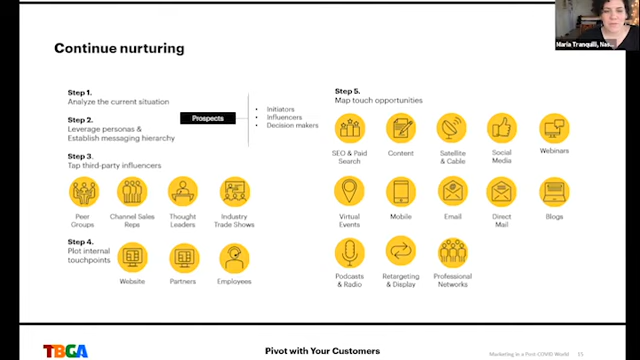 Maria Tranquilli, Nas...
Continue nurturing
Step 1.
Analyze the current situation
Step 2.
Leverage personas &
Establish messaging hierarchy
Prospects
• Initiators
• Influencers
• Decision makers
Step 3.
Tap third-party influencers
Peer
Groups
Channel Sales
Reps
Thought
Leaders
Industry
Trade Shows
Step 4.
Plot internal
touchpoints
Website
Partners
Employees
Step 5.
Map touch opportunities
SEO & Paid
Search
Content
Satellite
& Cable
Social
Media
Webinars
Virtual
Events
Mobile
Email
Direct
Mail
Blogs
Podcasts
& Radio
Retargeting
& Display
Professional
Networks
TBGA
Pivot with Your Customers
Marketing in a Post-COVID World
15